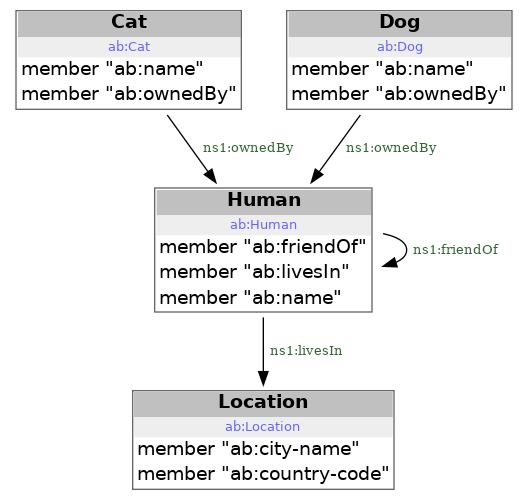 Cat
ab:Cat
member "ab:name"
member "ab:ownedBy"
Dog
ab:Dog
member "ab:name"
member "ab:ownedBy"
ns1:ownedBy
ns1:ownedBy
Human
ab:Human
member "ab:friendOf"
member "ab:livesIn"
member "ab:name"
ns1:friendOf
ns1:livesIn
Location
ab:Location
member "ab:city-name"
member "ab:country-code"